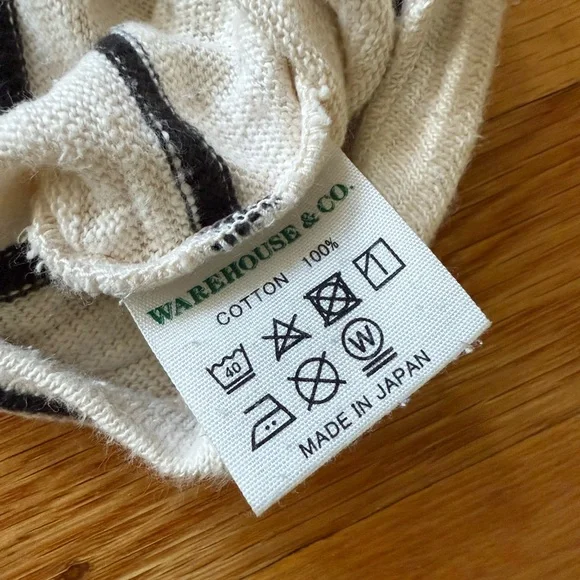 WAREHOUSE & CO.
COTTON 100%
40
W
MADE IN JAPAN